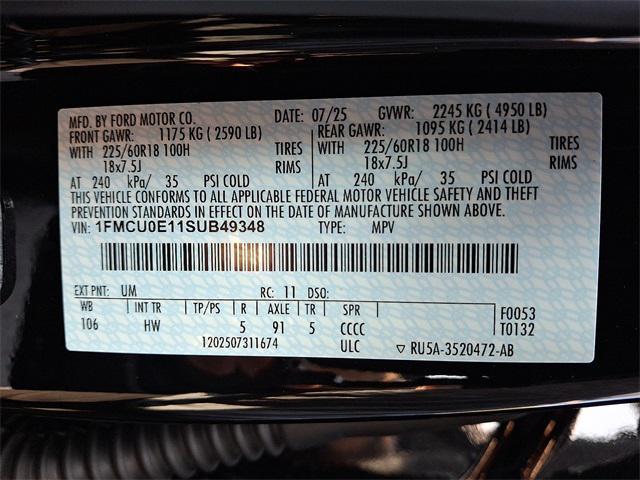 MFD. BY FORD MOTOR CO. DATE: 07/25 GVWR: 2245 KG ( 4950 LB)
FRONT GAWR: 1175 KG ( 2590 LB) REAR GAWR: 1095 KG ( 2414 LB)
WITH 225/60R18 100H TIRES WITH 225/60R18 100H TIRES
18x7.5J RIMS 18x7.5J RIMS
AT 240 kPa/ 35 PSI COLD AT 240 kPa/ 35 PSI COLD
THIS VEHICLE CONFORMS TO ALL APPLICABLE FEDERAL MOTOR VEHICLE SAFETY AND THEFT
PREVENTION STANDARDS IN EFFECT ON THE DATE OF MANUFACTURE SHOWN ABOVE.
VIN: 1FMCU0E11SUB49348 TYPE: MPV
EXT PNT: UM RC: 11 DSO:
WB INT TR TP/PS R AXLE TR SPR F0053
106 HW 5 91 5 CCCC T0132
1202507311674 ULC ▽ RU5A-3520472-AB